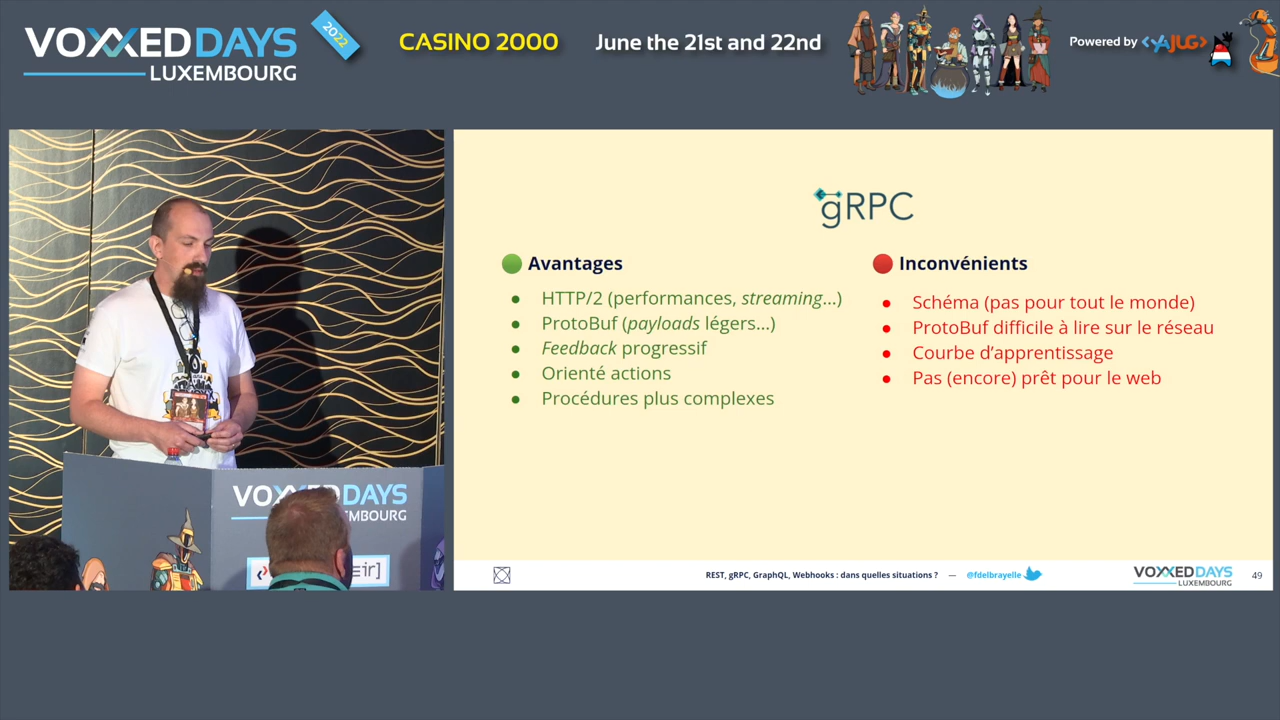 VOXXED DAYS
LUXEMBOURG
2022
CASINO 2000
June the 21st and 22nd
Powered by <YAJUG>
gRPC
Avantages
● HTTP/2 (performances, streaming…)
● ProtoBuf (payloads légers…)
● Feedback progressif
● Orienté actions
● Procédures plus complexes
Inconvénients
● Schéma (pas pour tout le monde)
● ProtoBuf difficile à lire sur le réseau
● Courbe d’apprentissage
● Pas (encore) prêt pour le web
VOXXED DAYS
REST, gRPC, GraphQL, Webhooks : dans quelles situations ? — @fdelbrayelle
VOXXED DAYS
LUXEMBOURG
49